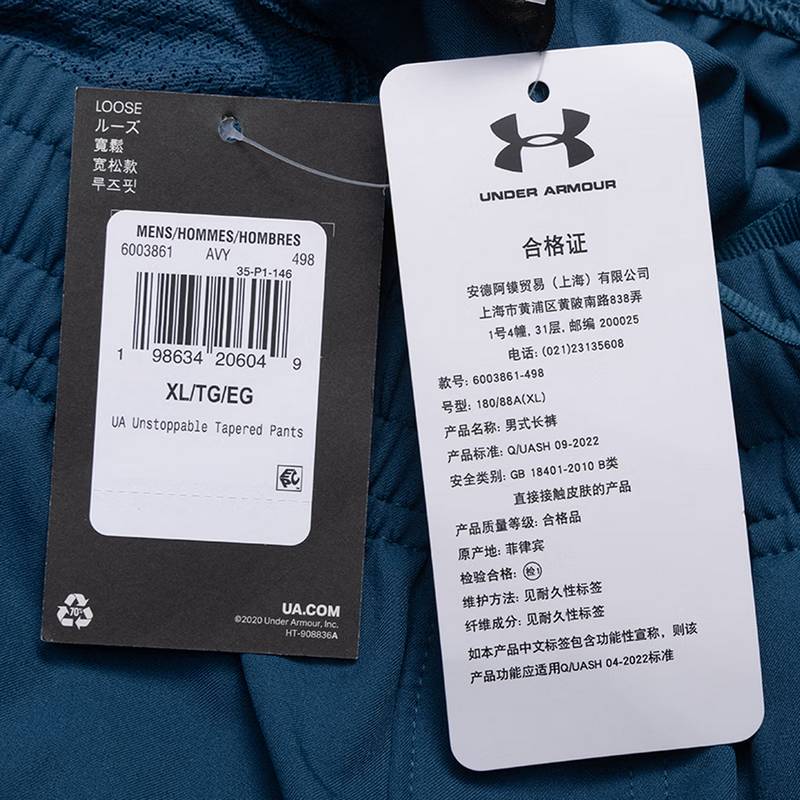 LOOSE
ルーズ
寬鬆
宽松款
루즈핏
MENS/HOMMES/HOMBRES
6003861 AVY 498
35-P1-146
1 98634 20604 9
XL/TG/EG
UA Unstoppable Tapered Pants
70%
UA.COM
©2020 Under Armour, Inc.
HT-908836A
UNDER ARMOUR
合格证
安德阿镆贸易（上海）有限公司
上海市黄浦区黄陂南路838弄
1号4幢, 31层, 邮编 200025
电话: (021)23135608
款号: 6003861-498
号型: 180/88A(XL)
产品名称: 男式长裤
产品标准: Q/UASH 09-2022
安全类别: GB 18401-2010 B类
直接接触皮肤的产品
产品质量等级: 合格品
原产地: 菲律宾
检验合格: 检1
维护方法: 见耐久性标签
纤维成分: 见耐久性标签
如本产品中文标签包含功能性宣称，则该
产品功能应适用Q/UASH 04-2022标准